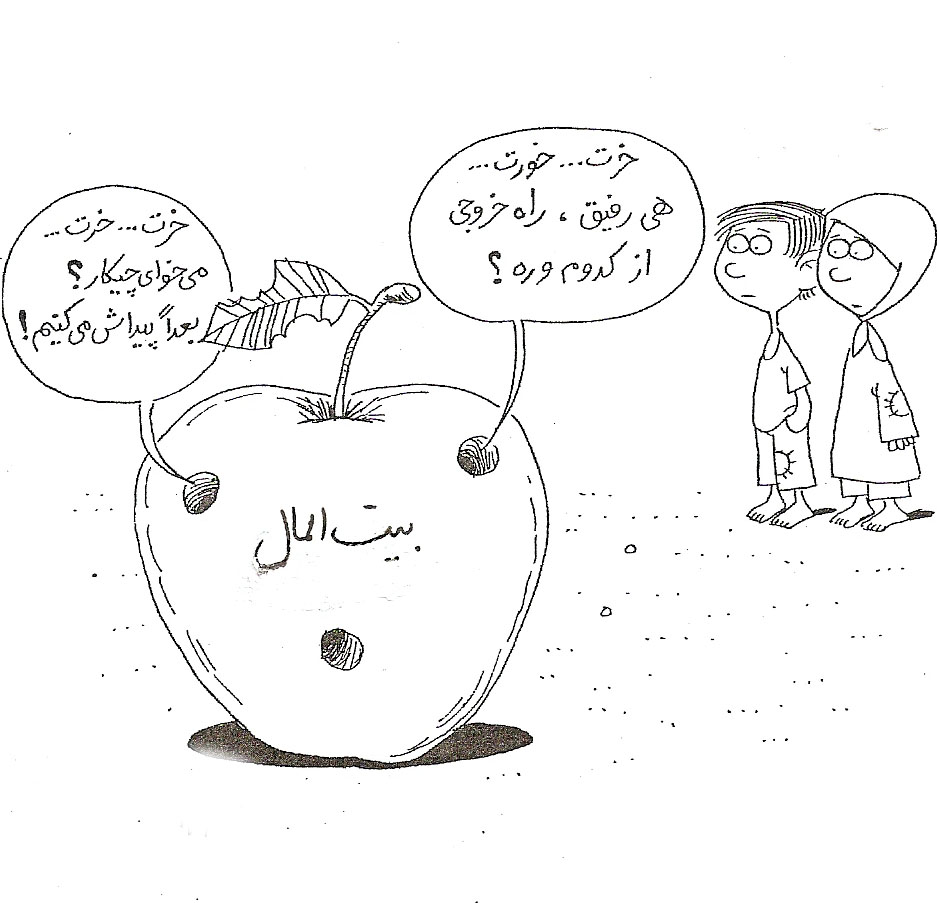 خرت... خورت...
هی رفیق، راه خروجی
از کدوم وره؟
خرت... خرت...
می‌خوای چیکار؟
بعداً پیداش می‌کنیم!
بیت المال